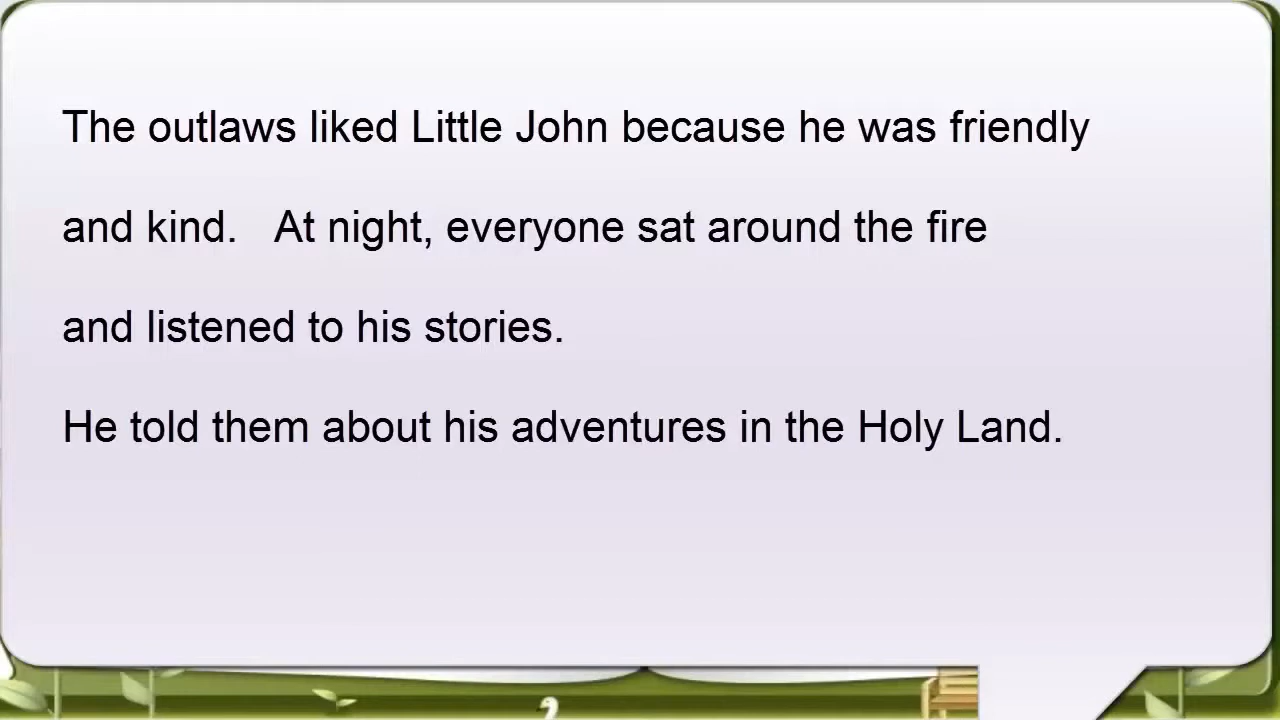 The outlaws liked Little John because he was friendly
and kind.   At night, everyone sat around the fire
and listened to his stories.
He told them about his adventures in the Holy Land.